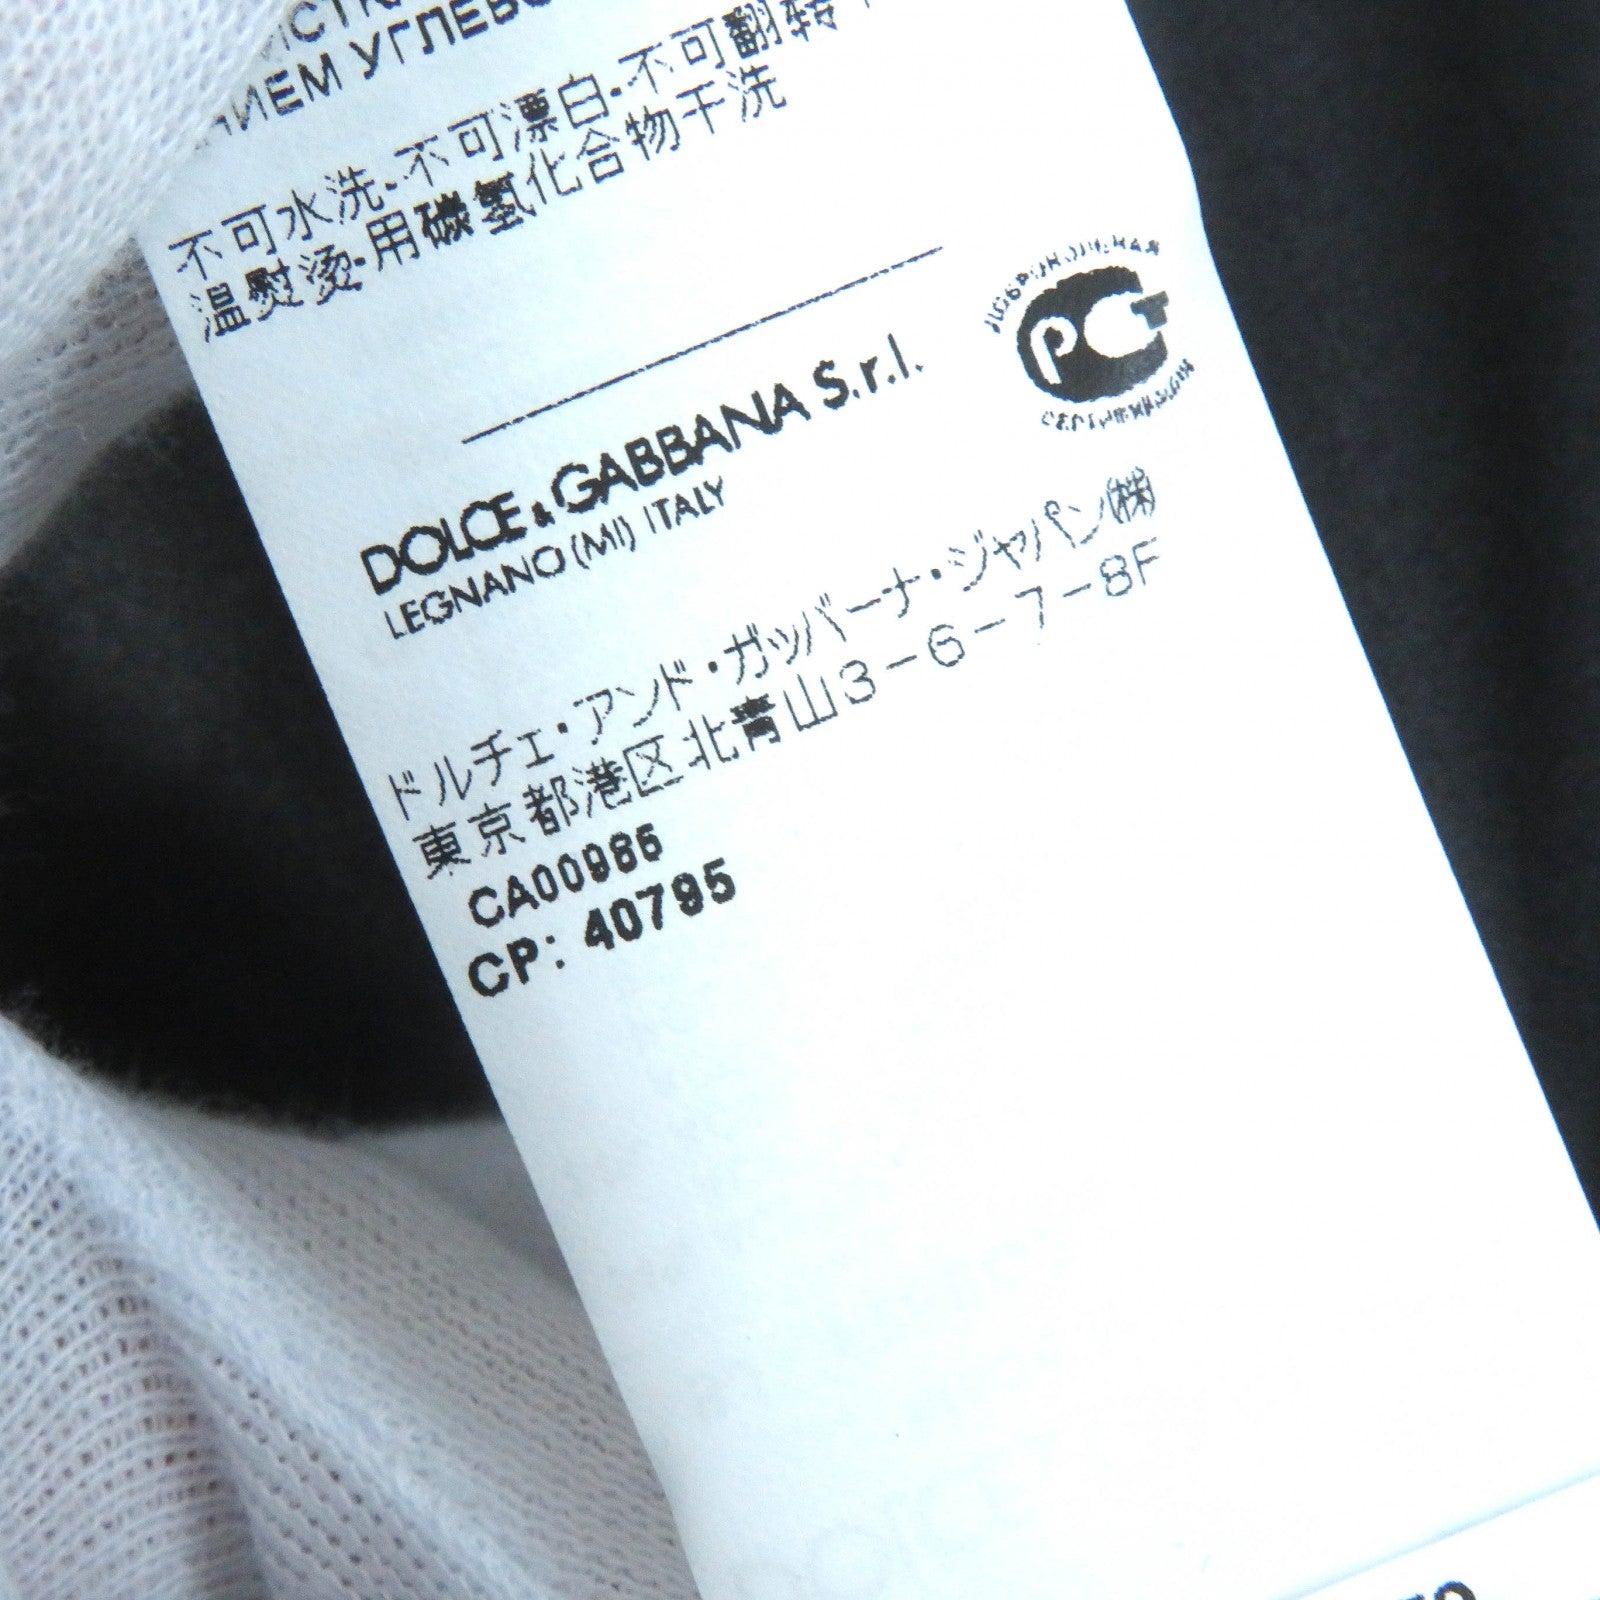 УГЛЕВО
不可水洗·不可漂白·不可翻转
温熨烫·用碳氢化合物干洗
DOLCE & GABBANA S.r.l.
LEGNANO (MI) ITALY
PCT
ドルチェ・アンド・ガッバーナ・ジャパン(株)
東京都港区北青山3-6-7-8F
CA00986
CP: 40795